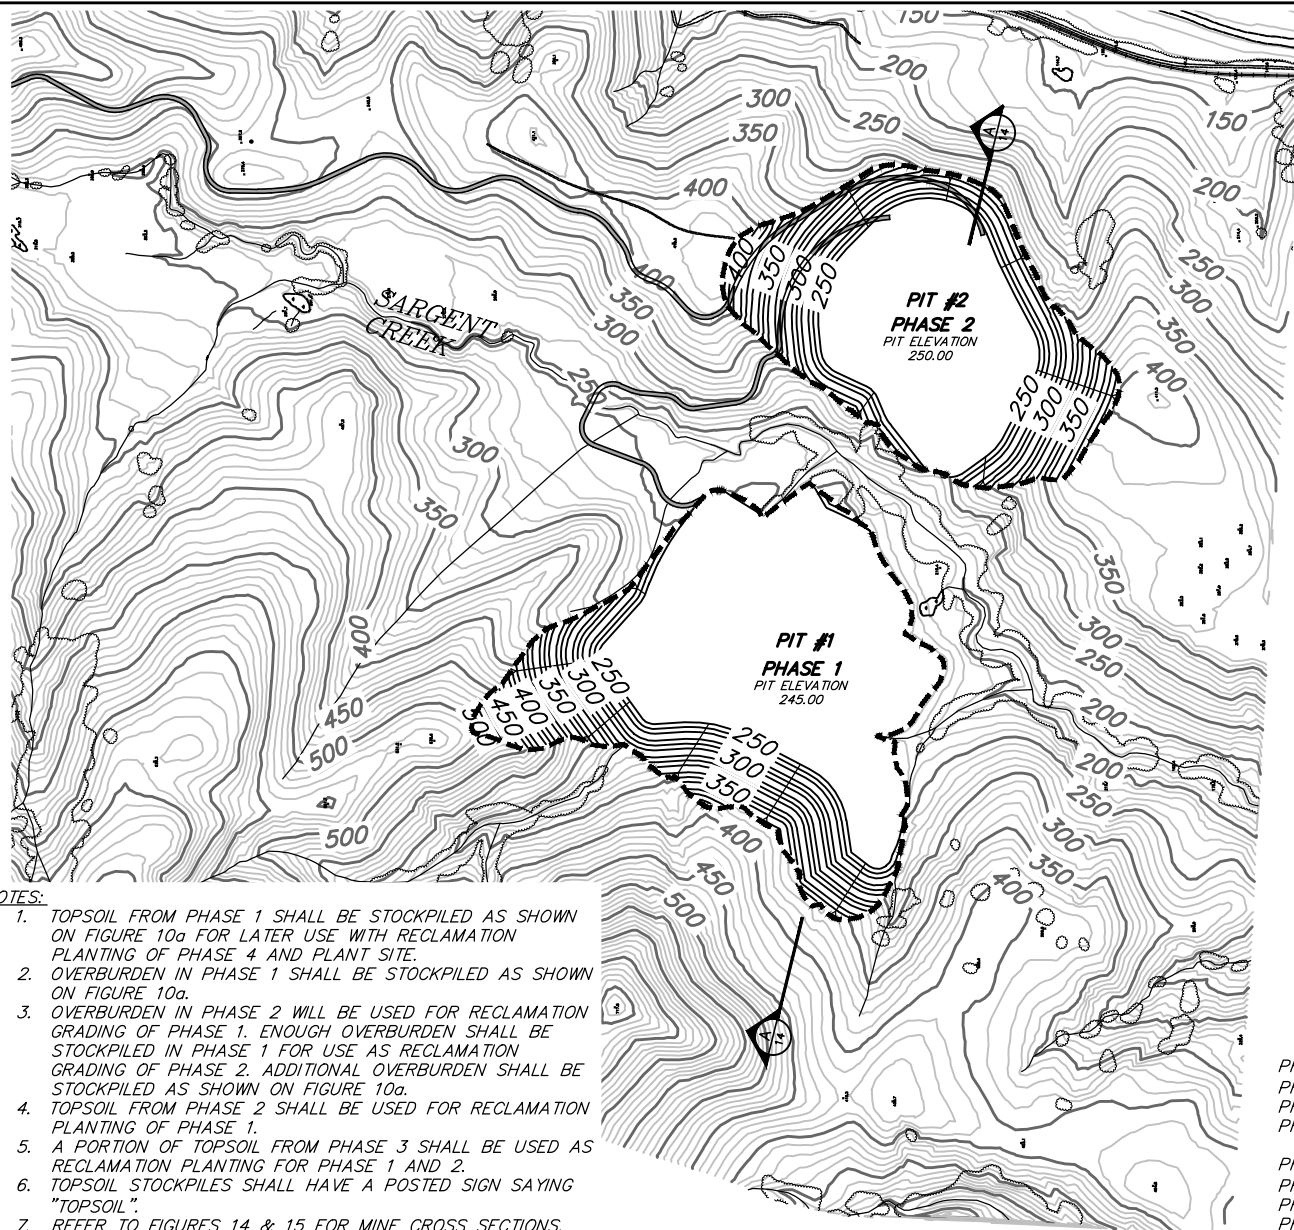 150
200
300
250
350
150
400
200
A
14
400
350
300
250
250
300
PIT #2
PHASE 2
PIT ELEVATION
250.00
400
350
300
SARGENT
CREEK
350
400
250
300
350
300
350
350
400
300
250
PIT #1
PHASE 1
PIT ELEVATION
245.00
250
300
350
400
450
500
450
500
200
250
300
350
200
250
300
350
400
500
400
450
500
A
14
NOTES:
1. TOPSOIL FROM PHASE 1 SHALL BE STOCKPILED AS SHOWN
ON FIGURE 10a FOR LATER USE WITH RECLAMATION
PLANTING OF PHASE 4 AND PLANT SITE.
2. OVERBURDEN IN PHASE 1 SHALL BE STOCKPILED AS SHOWN
ON FIGURE 10a.
3. OVERBURDEN IN PHASE 2 WILL BE USED FOR RECLAMATION
GRADING OF PHASE 1. ENOUGH OVERBURDEN SHALL BE
STOCKPILED IN PHASE 1 FOR USE AS RECLAMATION
GRADING OF PHASE 2. ADDITIONAL OVERBURDEN SHALL BE
STOCKPILED AS SHOWN ON FIGURE 10a.
4. TOPSOIL FROM PHASE 2 SHALL BE USED FOR RECLAMATION
PLANTING OF PHASE 1.
5. A PORTION OF TOPSOIL FROM PHASE 3 SHALL BE USED AS
RECLAMATION PLANTING FOR PHASE 1 AND 2.
6. TOPSOIL STOCKPILES SHALL HAVE A POSTED SIGN SAYING
"TOPSOIL".
7. REFER TO FIGURES 14 & 15 FOR MINE CROSS SECTIONS.